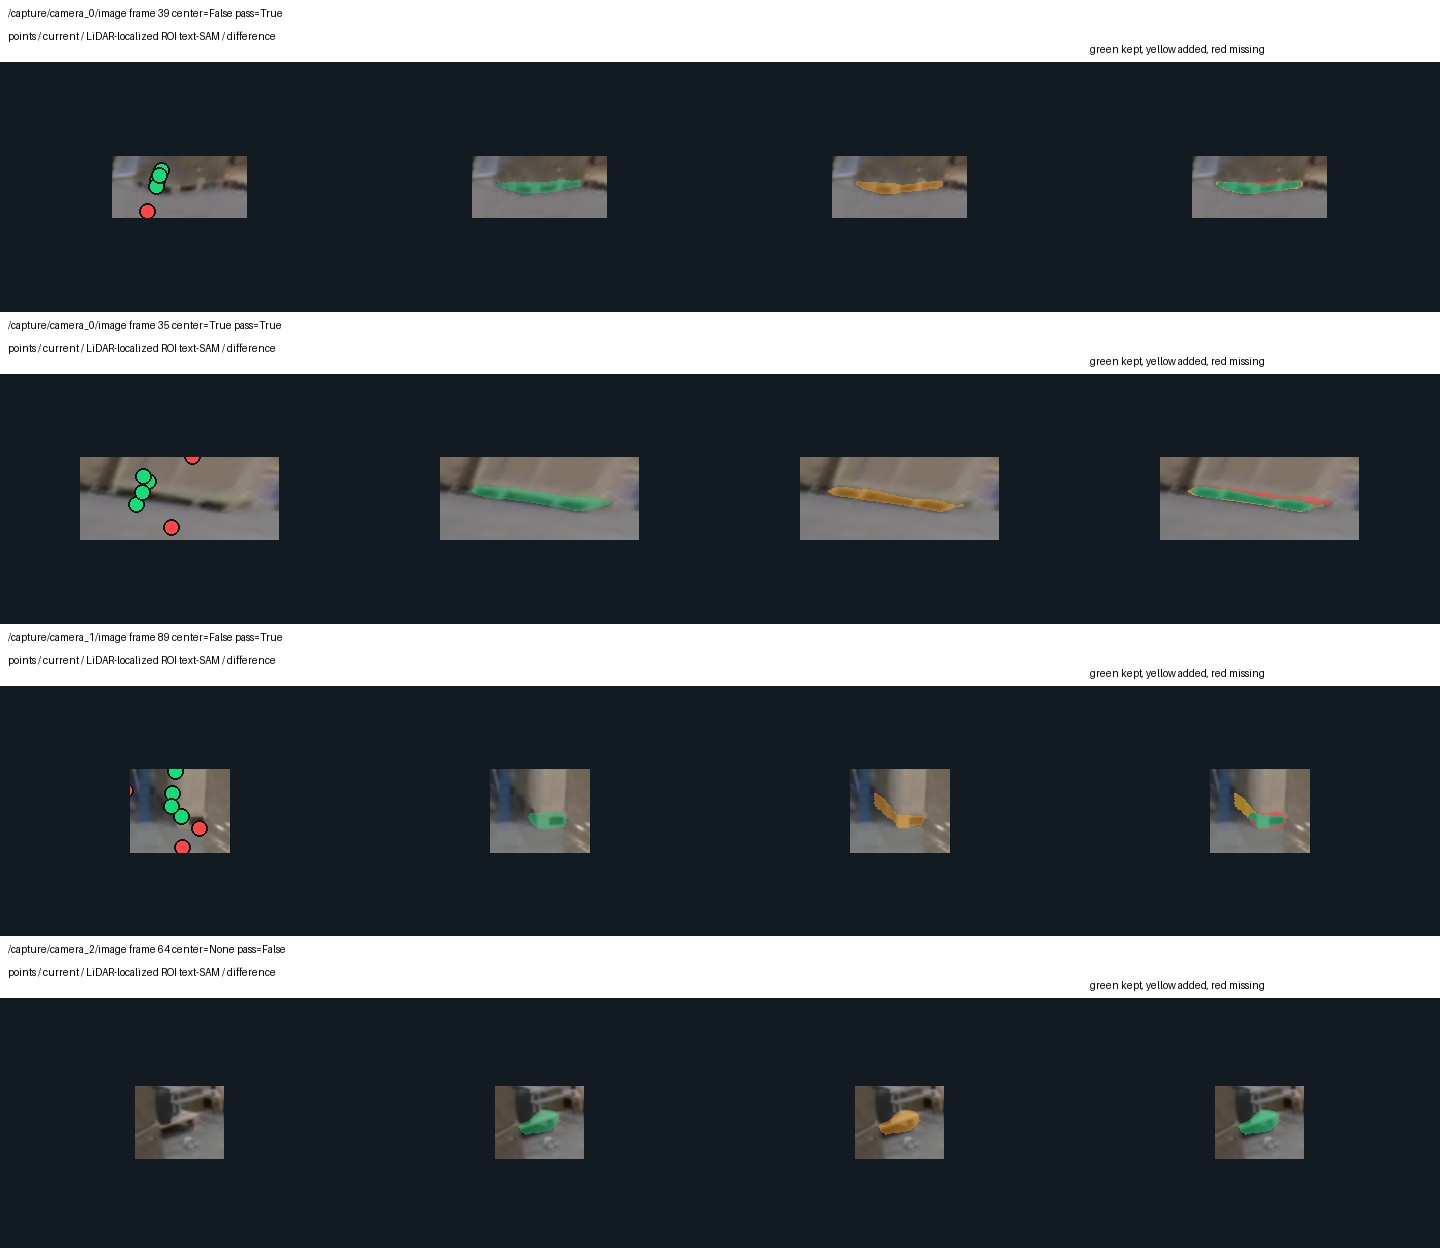 /capture/camera_0/image frame 39 center=False pass=True
points / current / LiDAR-localized ROI text-SAM / difference
green kept, yellow added, red missing
/capture/camera_0/image frame 35 center=True pass=True
points / current / LiDAR-localized ROI text-SAM / difference
green kept, yellow added, red missing
/capture/camera_1/image frame 89 center=False pass=True
points / current / LiDAR-localized ROI text-SAM / difference
green kept, yellow added, red missing
/capture/camera_2/image frame 64 center=None pass=False
points / current / LiDAR-localized ROI text-SAM / difference
green kept, yellow added, red missing